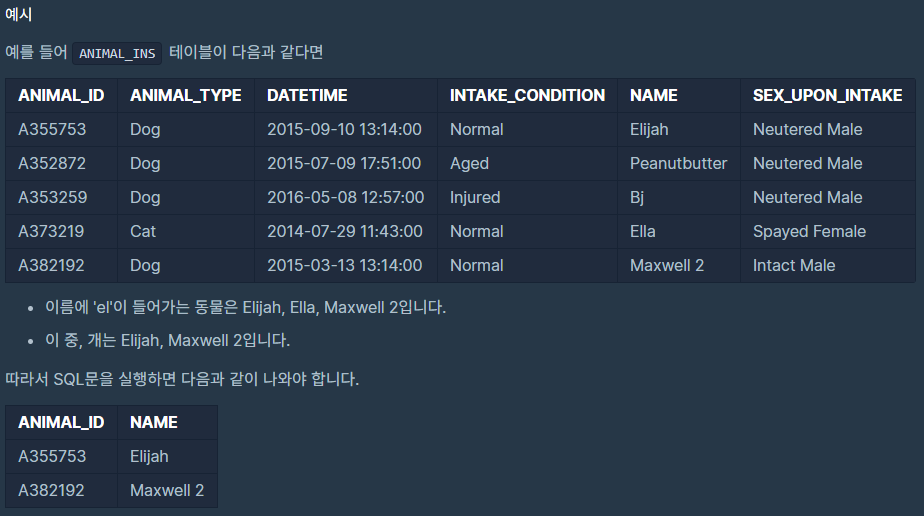 예시
예를 들어 ANIMAL_INS 테이블이 다음과 같다면
ANIMAL_ID ANIMAL_TYPE DATETIME INTAKE_CONDITION NAME SEX_UPON_INTAKE
A355753 Dog 2015-09-10 13:14:00 Normal Elijah Neutered Male
A352872 Dog 2015-07-09 17:51:00 Aged Peanutbutter Neutered Male
A353259 Dog 2016-05-08 12:57:00 Injured Bj Neutered Male
A373219 Cat 2014-07-29 11:43:00 Normal Ella Spayed Female
A382192 Dog 2015-03-13 13:14:00 Normal Maxwell 2 Intact Male
• 이름에 'el'이 들어가는 동물은 Elijah, Ella, Maxwell 2입니다.
• 이 중, 개는 Elijah, Maxwell 2입니다.
따라서 SQL문을 실행하면 다음과 같이 나와야 합니다.
ANIMAL_ID NAME
A355753 Elijah
A382192 Maxwell 2